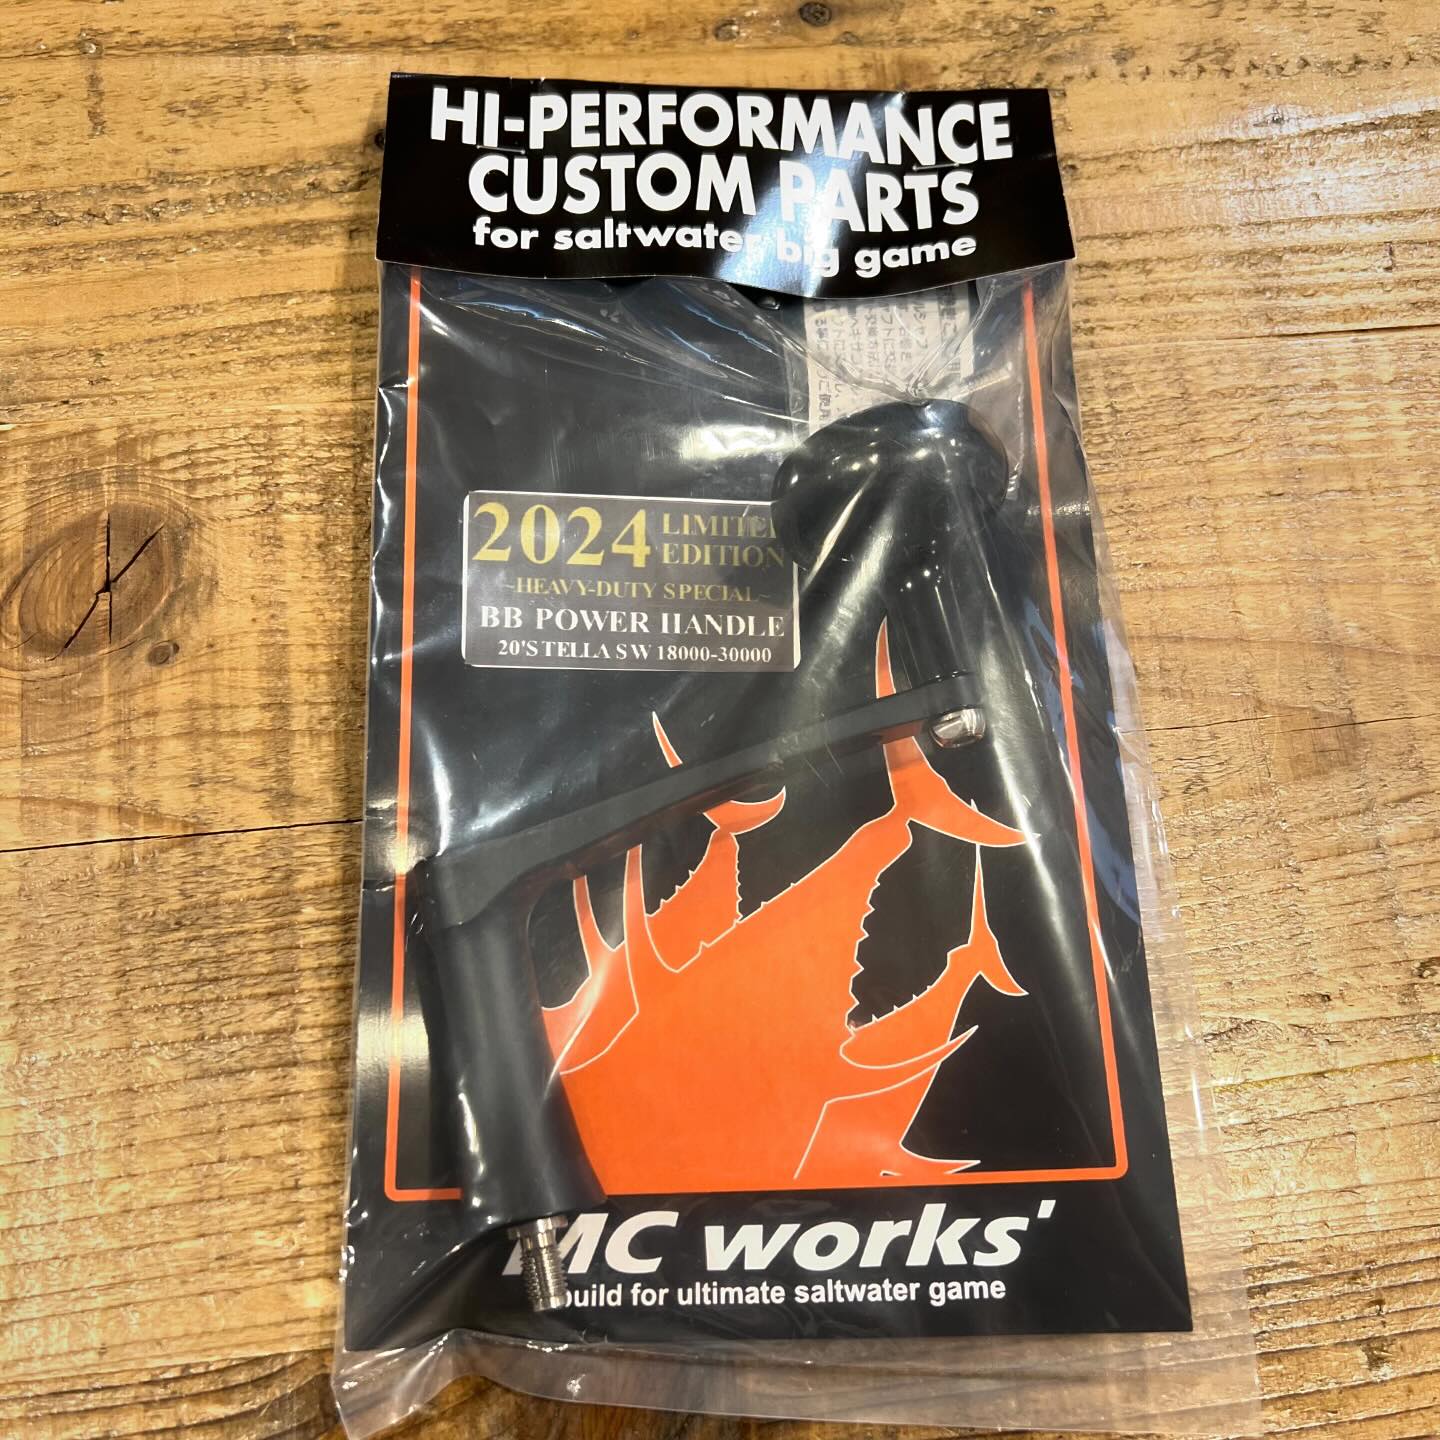 HI-PERFORMANCE
CUSTOM PARTS
for saltwater big game
2024 LIMITED
EDITION
~HEAVY-DUTY SPECIAL~
BB POWER HANDLE
20'STELLA SW 18000-30000
MC works'
build for ultimate saltwater game